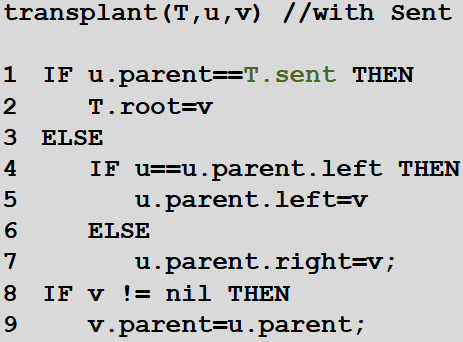 transplant(T,u,v) //with Sent
1 IF u.parent==T.sent THEN
2 T.root=v
3 ELSE
4 IF u==u.parent.left THEN
5 u.parent.left=v
6 ELSE
7 u.parent.right=v;
8 IF v != nil THEN
9 v.parent=u.parent;